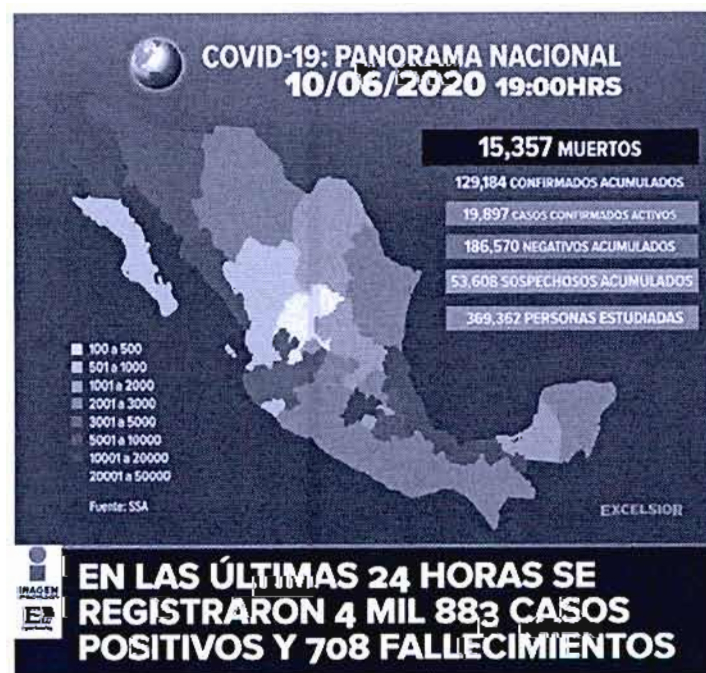 COVID-19: PANORAMA NACIONAL
10/06/2020 19:00HRS
15,357 MUERTOS
129,184 CONFIRMADOS ACUMULADOS
19,897 CASOS CONFIRMADOS ACTIVOS
186,570 NEGATIVOS ACUMULADOS
53,608 SOSPECHOSOS ACUMULADOS
369,362 PERSONAS ESTUDIADAS
100 a 500
501 a 1000
1001 a 2000
2001 a 3000
3001 a 5000
5001 a 10000
10001 a 20000
20001 a 50000
Fuente: SSA
EXCELSIOR
IMAGEN
EN LAS ÚLTIMAS 24 HORAS SE
REGISTRARON 4 MIL 883 CASOS
POSITIVOS Y 708 FALLECIMIENTOS